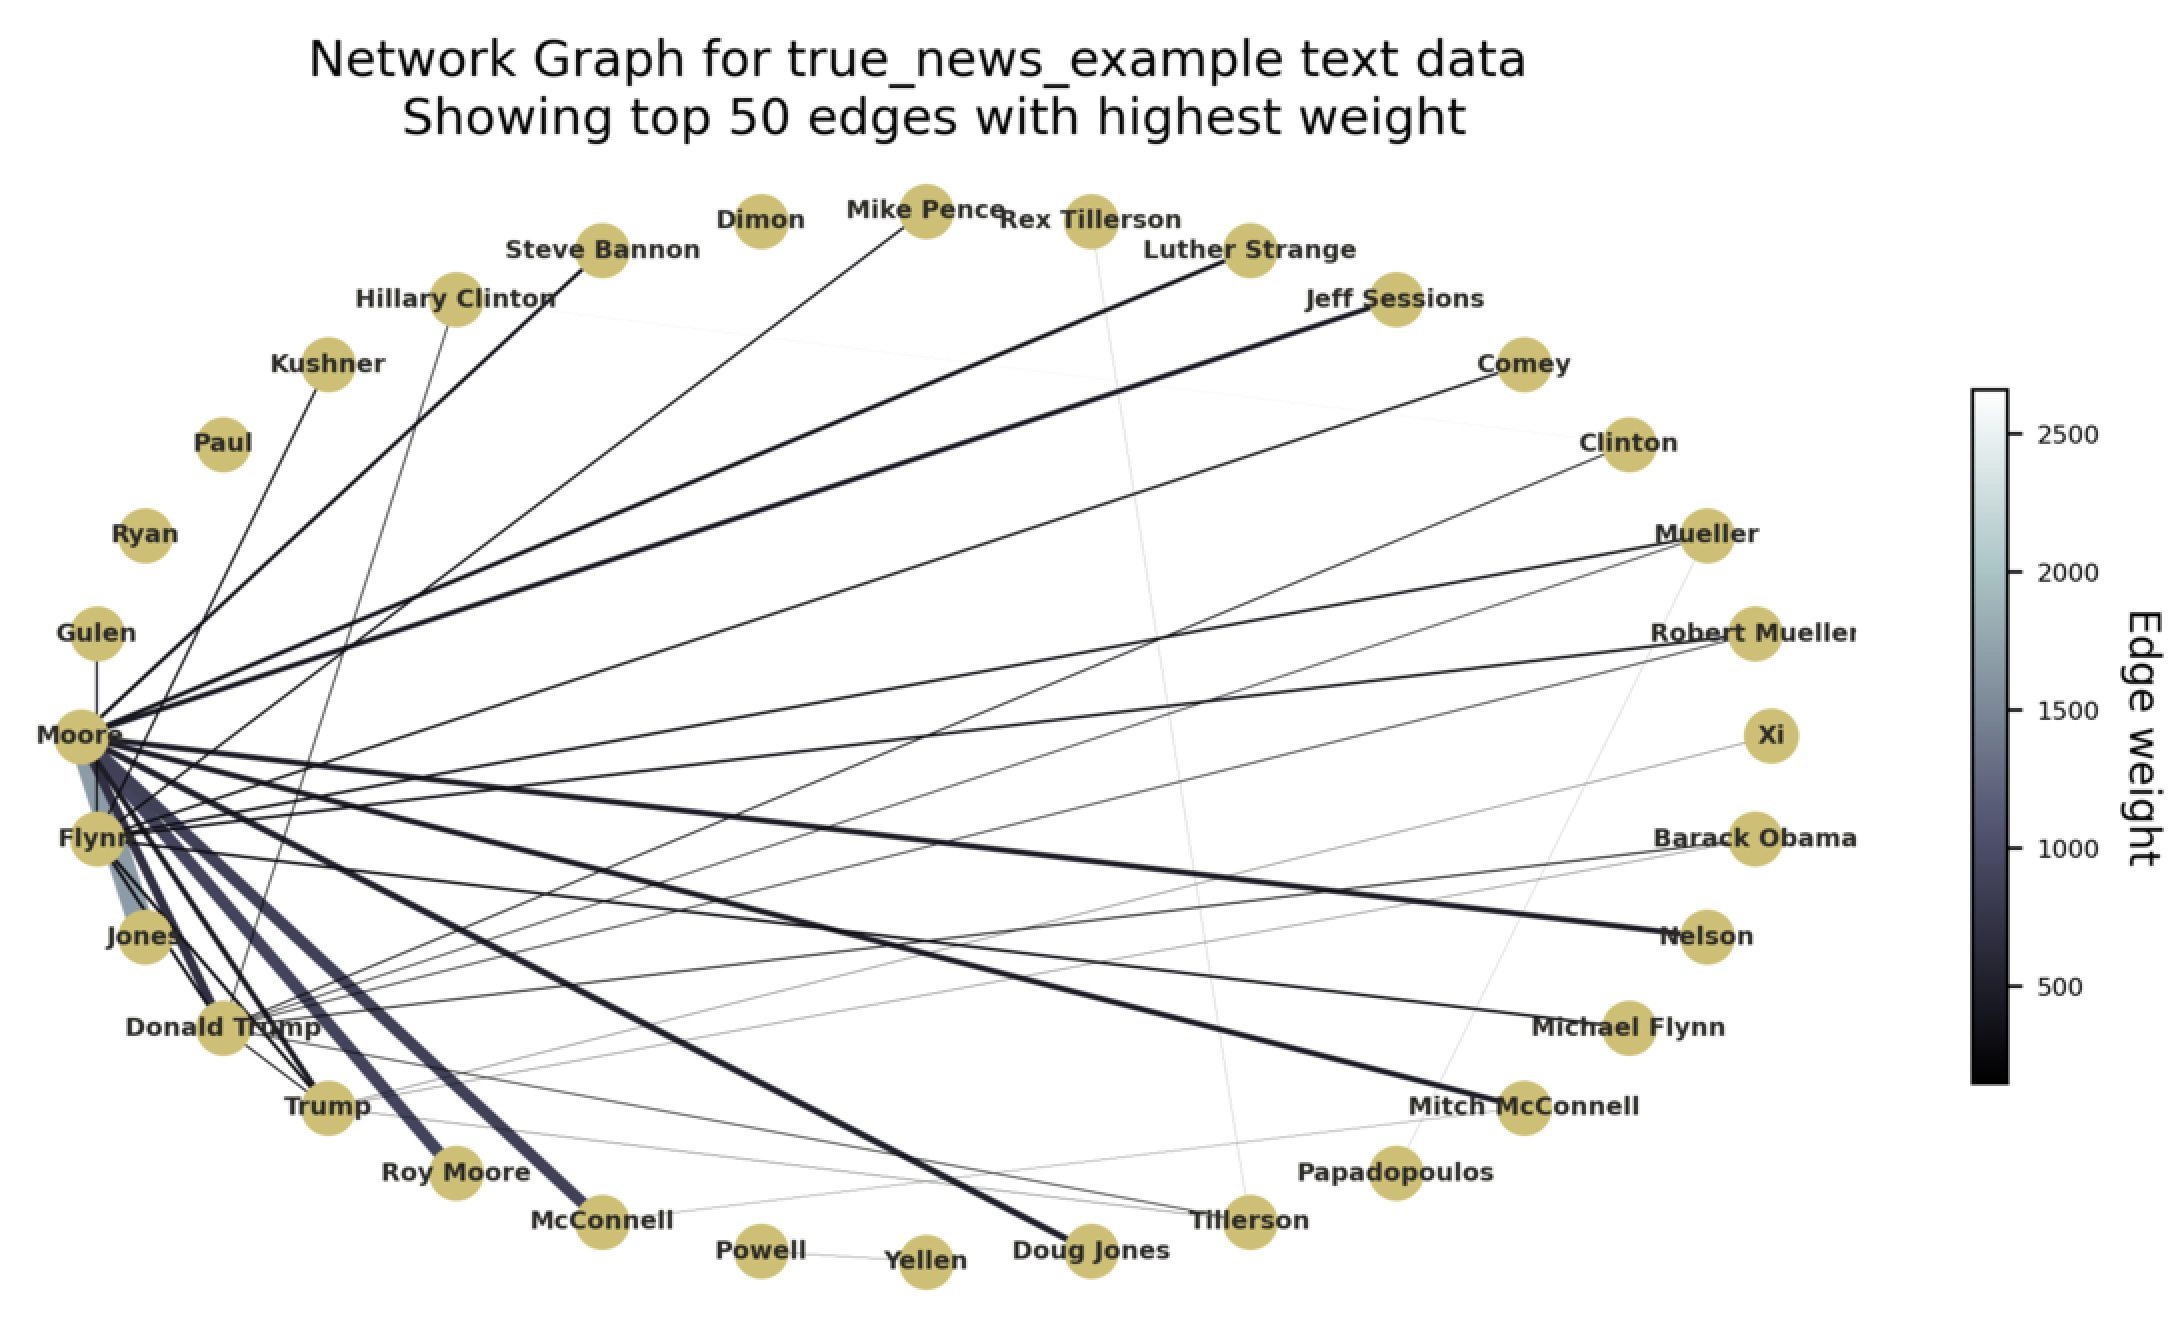 Network Graph for true_news_example text data
Showing top 50 edges with highest weight
Mike Pence
Dimon
Rex Tillerson
Steve Bannon
Luther Strange
Hillary Clinton
Jeff Sessions
Kushner
Comey
Paul
Clinton
2500
Ryan
Mueller
2000
Gulen
Robert Mueller
1500
Moore
Xi
Edge weight
Flynn
Barack Obama
1000
Jones
Nelson
500
Donald Trump
Michael Flynn
Trump
Mitch McConnell
Roy Moore
Papadopoulos
McConnell
Tillerson
Powell
Doug Jones
Yellen